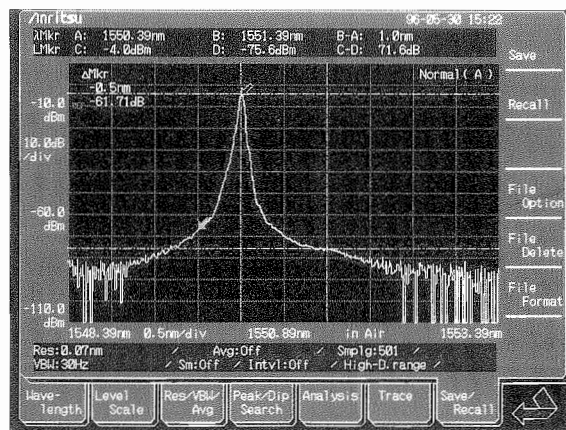 Anritsu 96-05-30 15:22
λMkr A: 1550.39nm B: 1551.39nm B-A: 1.0nm
LMkr C: -4.0dBm D: -75.6dBm C-D: 71.6dB
Save
ΔMkr Normal(A)
-0.5nm
-61.71dB
-10.0
dBm
Recall
10.0dB
/div
File
Option
-60.0
dBm
File
Delete
File
Format
-110.0
dBm
1548.39nm 0.5nm/div 1550.89nm in Air 1553.39nm
Res:0.07nm / Avg:Off / Smplg:501 /
VBW:30Hz / Sm:Off / Intvl:Off / High-D.range /
Wave-
length
Level
Scale
Res/VBW/
Avg
Peak/Dip
Search
Analysis
Trace
Save/
Recall